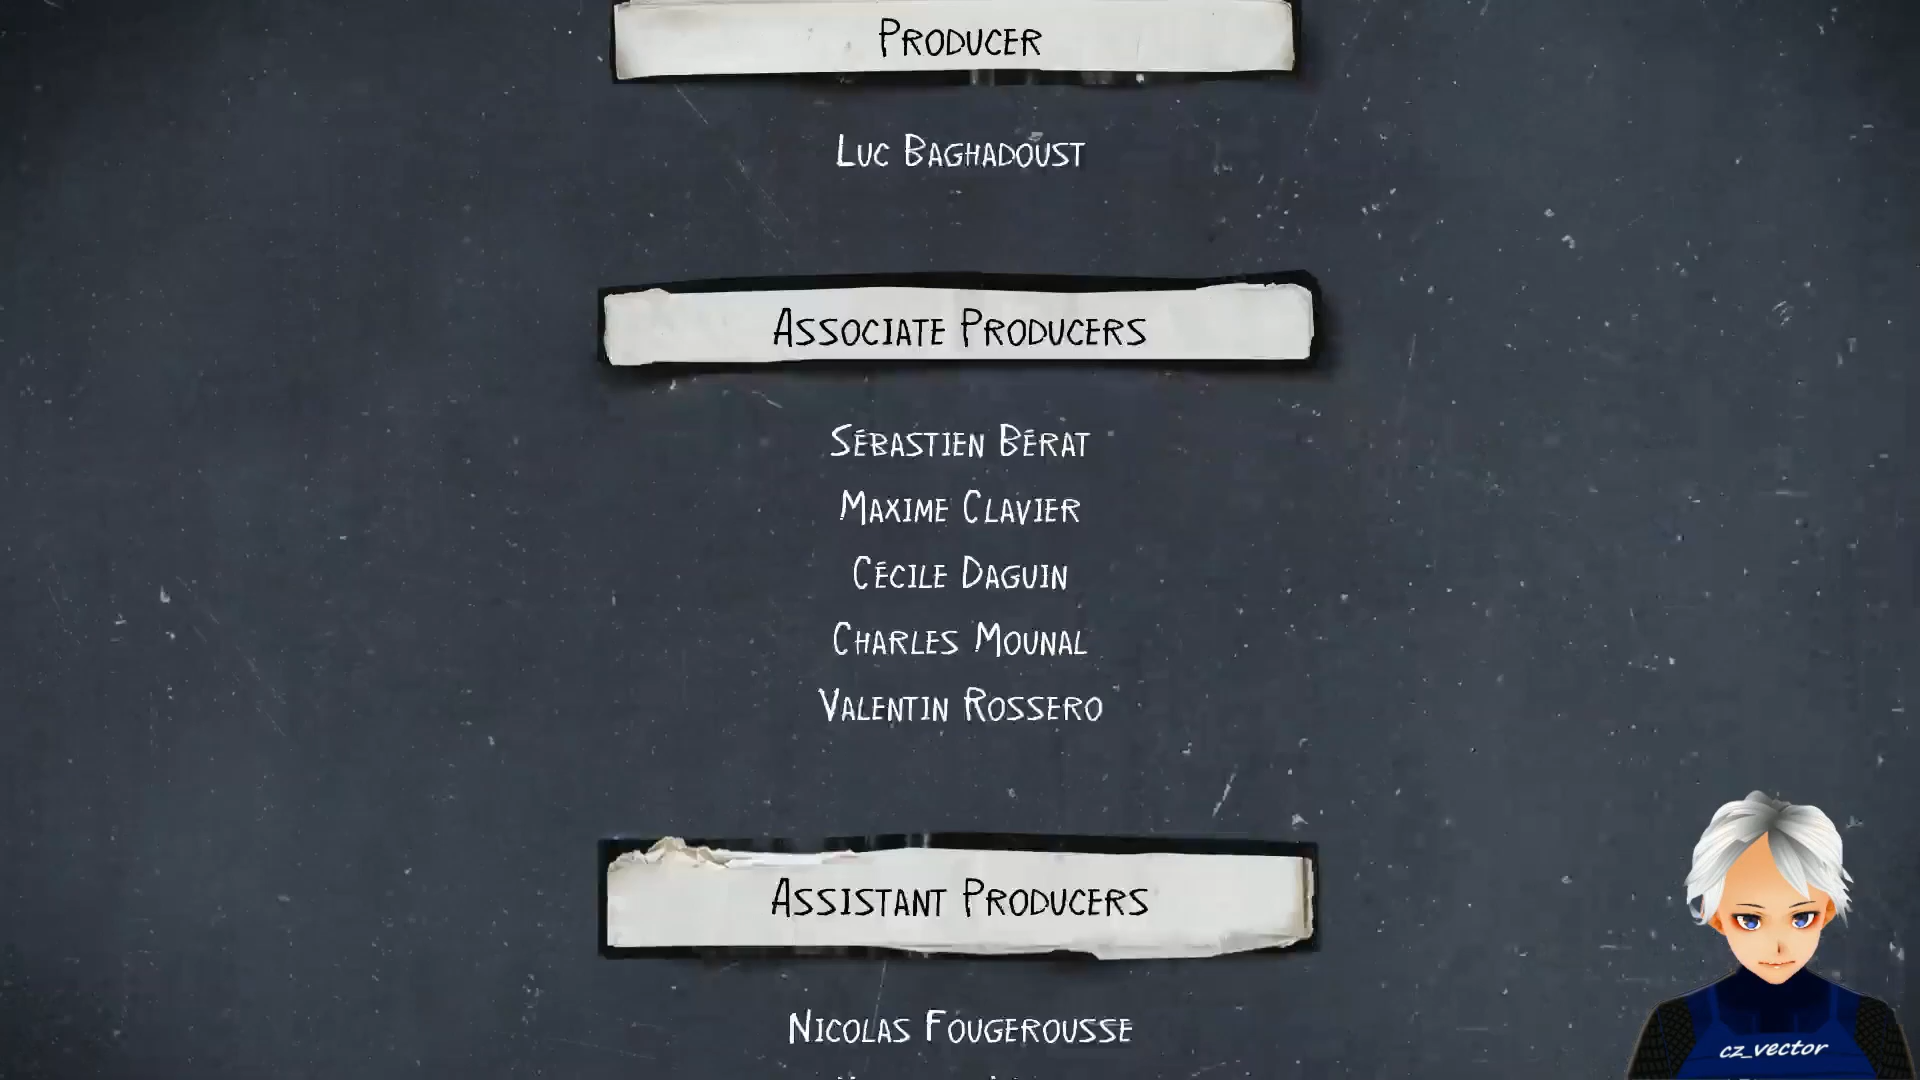 Producer
Luc Baghadoust
Associate Producers
Sébastien Bérat
Maxime Clavier
Cécile Daguin
Charles Mounal
Valentin Rossero
Assistant Producers
Nicolas Fougerousse
cz_vector